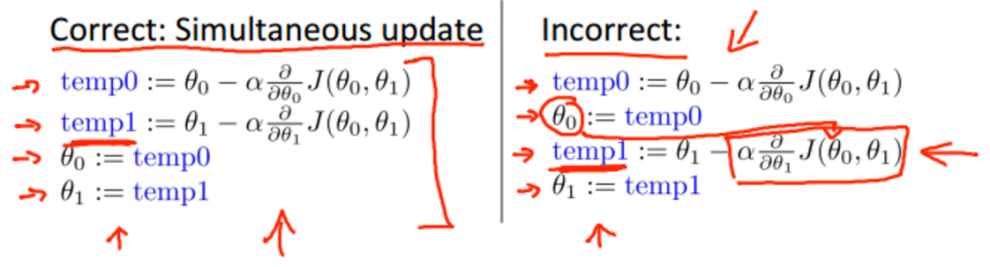 Correct: Simultaneous update
temp0 := θ₀ − α ∂/∂θ₀ J(θ₀, θ₁)
temp1 := θ₁ − α ∂/∂θ₁ J(θ₀, θ₁)
θ₀ := temp0
θ₁ := temp1
Incorrect:
temp0 := θ₀ − α ∂/∂θ₀ J(θ₀, θ₁)
θ₀ := temp0
temp1 := θ₁ − α ∂/∂θ₁ J(θ₀, θ₁)
θ₁ := temp1